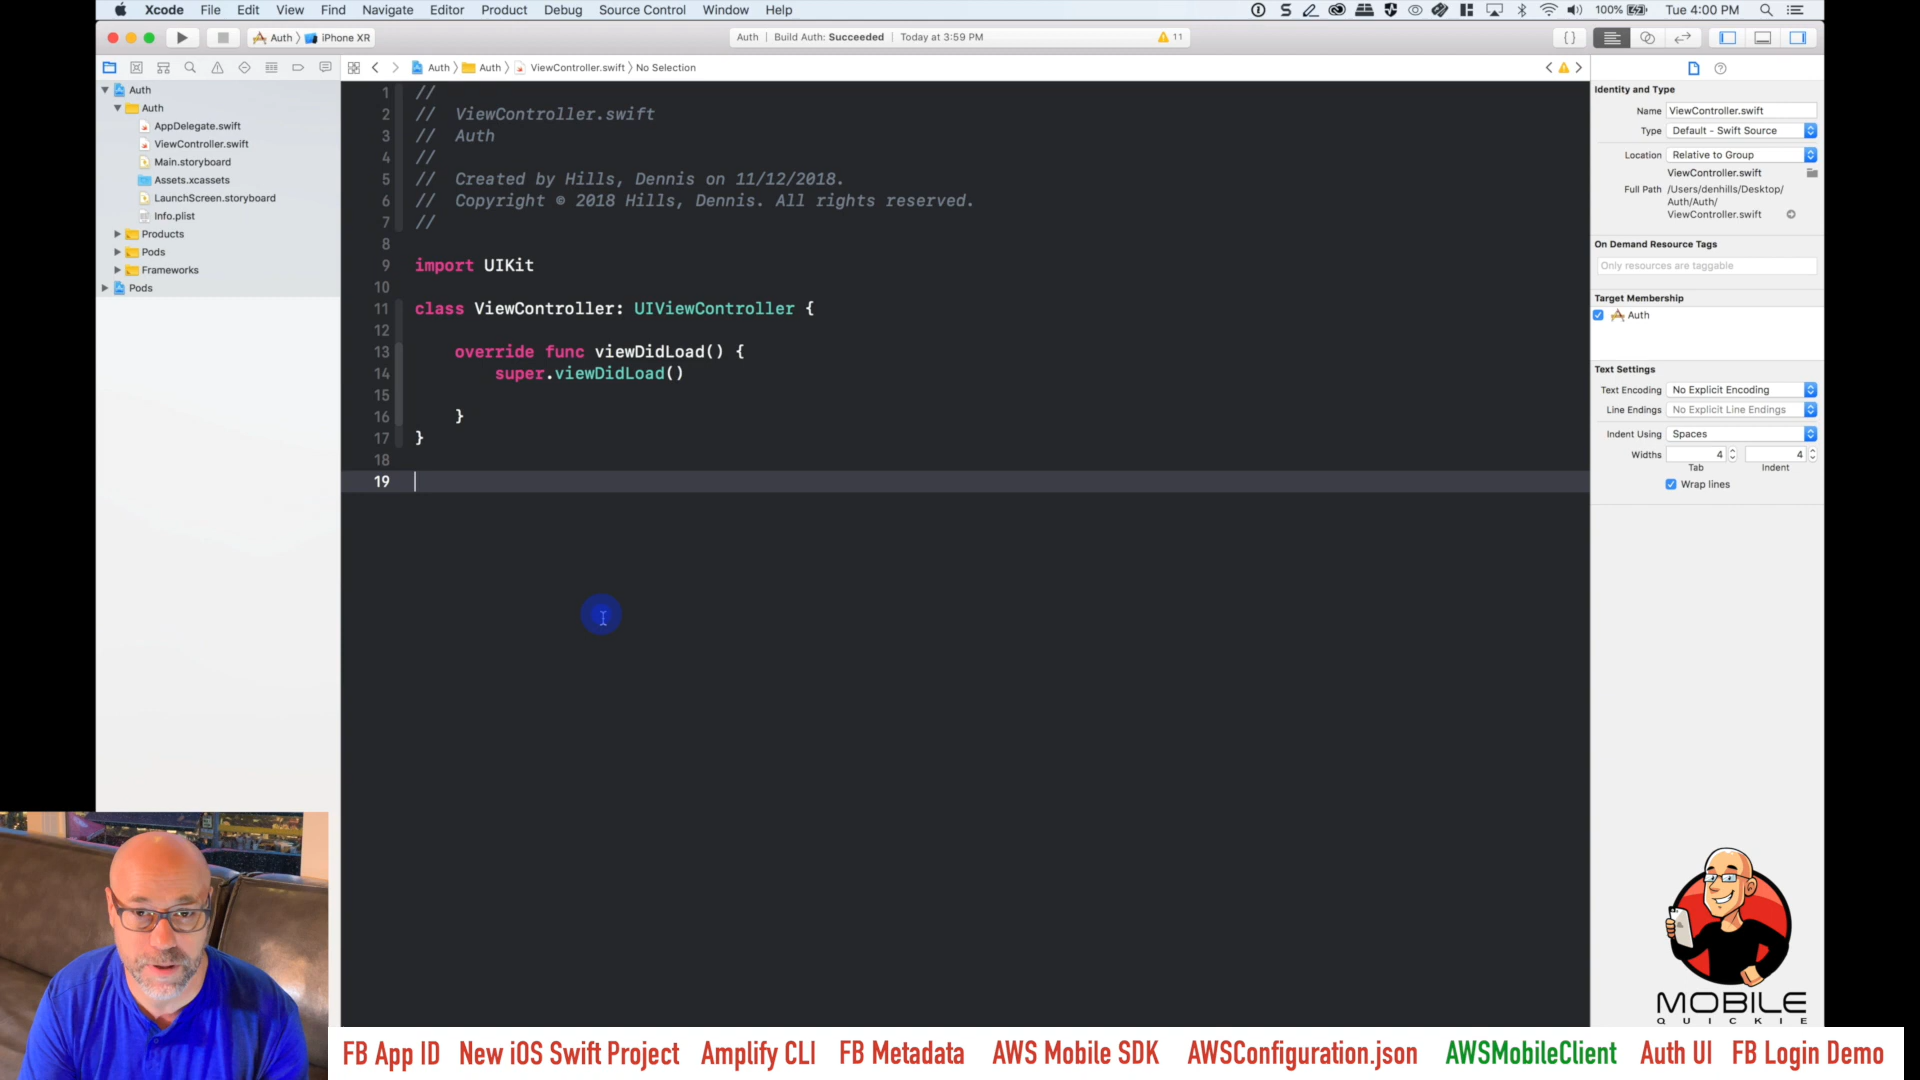 Xcode File Edit View Find Navigate Editor Product Debug Source Control Window Help 100% Tue 4:00 PM
Auth iPhone XR
Auth | Build Auth: Succeeded | Today at 3:59 PM 11
{ }
Auth Auth ViewController.swift No Selection
Auth
Auth
AppDelegate.swift
ViewController.swift
Main.storyboard
Assets.xcassets
LaunchScreen.storyboard
Info.plist
Products
Pods
Frameworks
Pods
1 //
2 // ViewController.swift
3 // Auth
4 //
5 // Created by Hills, Dennis on 11/12/2018.
6 // Copyright © 2018 Hills, Dennis. All rights reserved.
7 //
8
9 import UIKit
10
11 class ViewController: UIViewController {
12
13 override func viewDidLoad() {
14 super.viewDidLoad()
15
16 }
17 }
18
19
Identity and Type
Name ViewController.swift
Type Default - Swift Source
Location Relative to Group
ViewController.swift
Full Path /Users/denhills/Desktop/
Auth/Auth/
ViewController.swift
On Demand Resource Tags
Only resources are taggable
Target Membership
Auth
Text Settings
Text Encoding No Explicit Encoding
Line Endings No Explicit Line Endings
Indent Using Spaces
Widths 4 4
Tab Indent
Wrap lines
MOBILE
QUICKIE
FB App ID New iOS Swift Project Amplify CLI FB Metadata AWS Mobile SDK AWSConfiguration.json AWSMobileClient Auth UI FB Login Demo